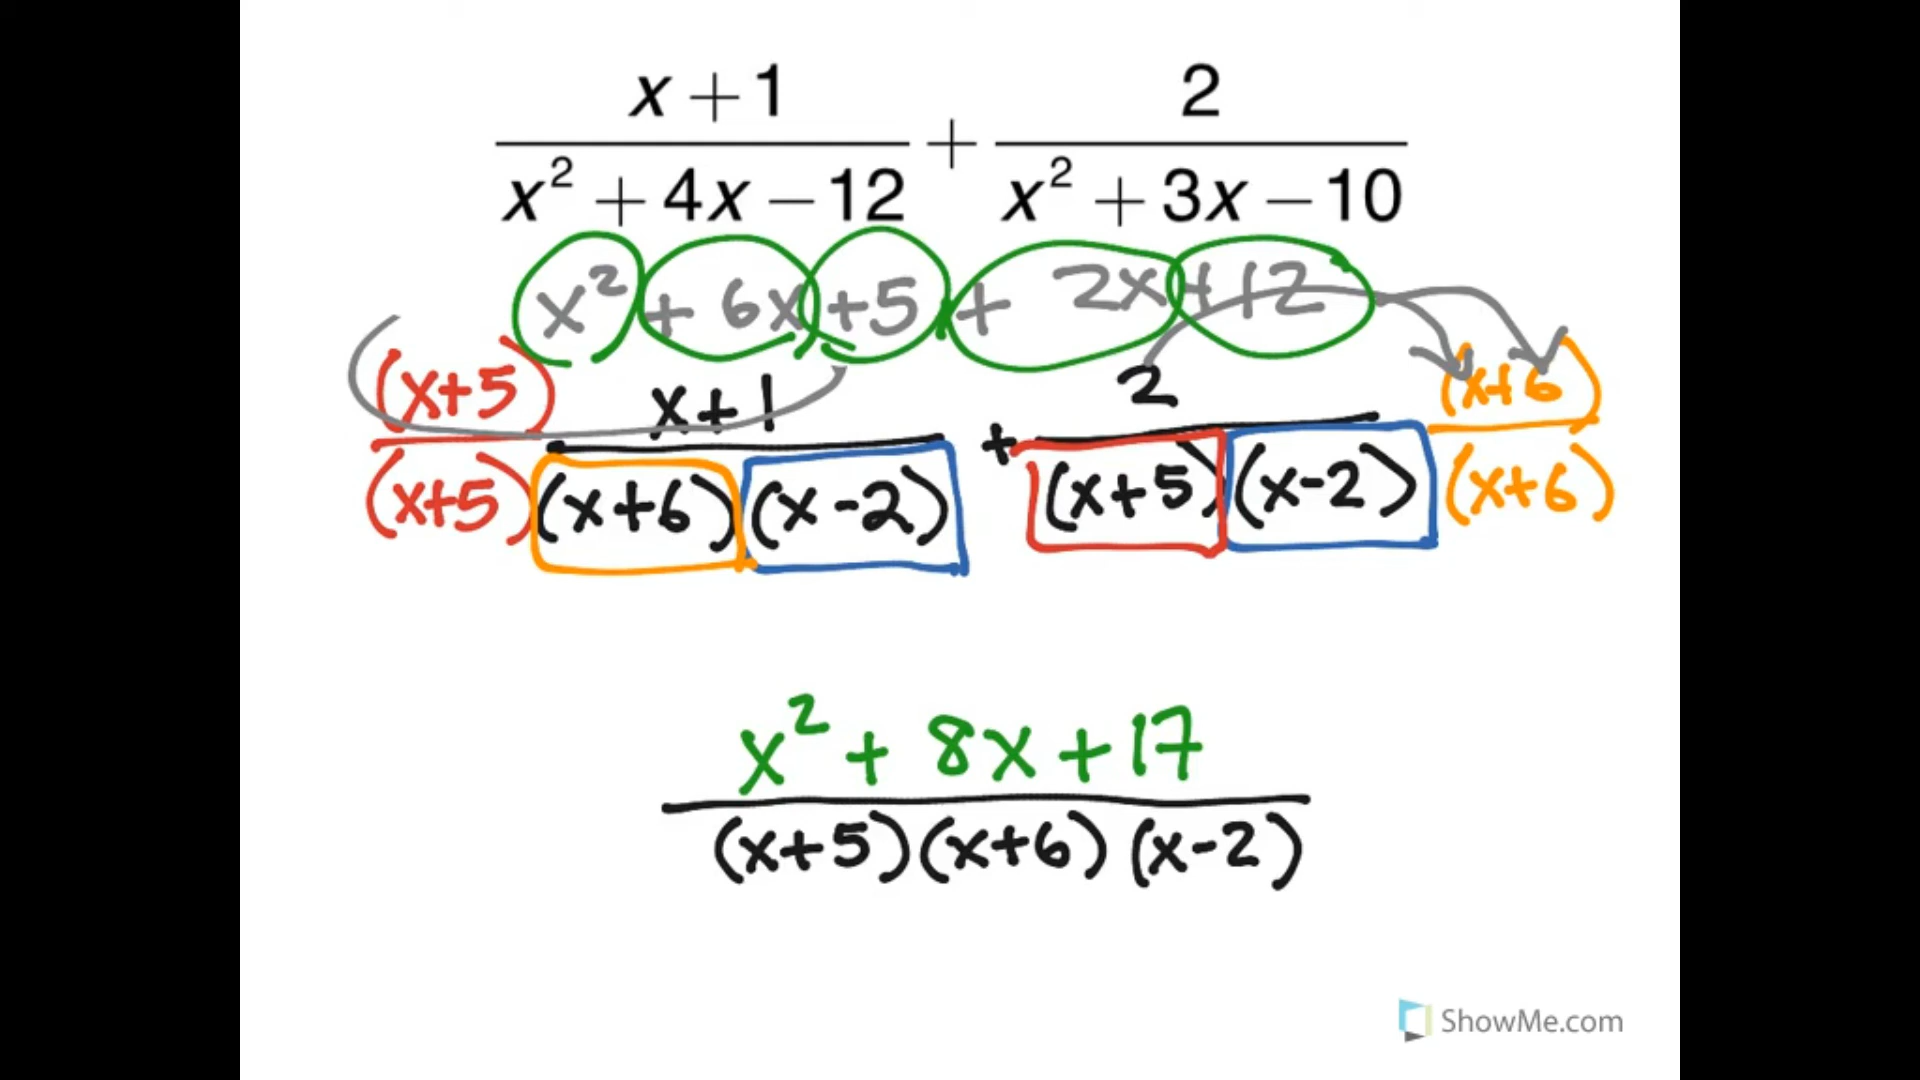 x + 1 2
+
x² + 4x − 12 x² + 3x − 10
x² + 6x +5 + 2x +12
(x+5) x+1 2 (x+6)
+
(x+5) (x+6) (x-2) (x+5) (x-2) (x+6)
x² + 8x + 17
(x+5)(x+6)(x-2)
ShowMe.com